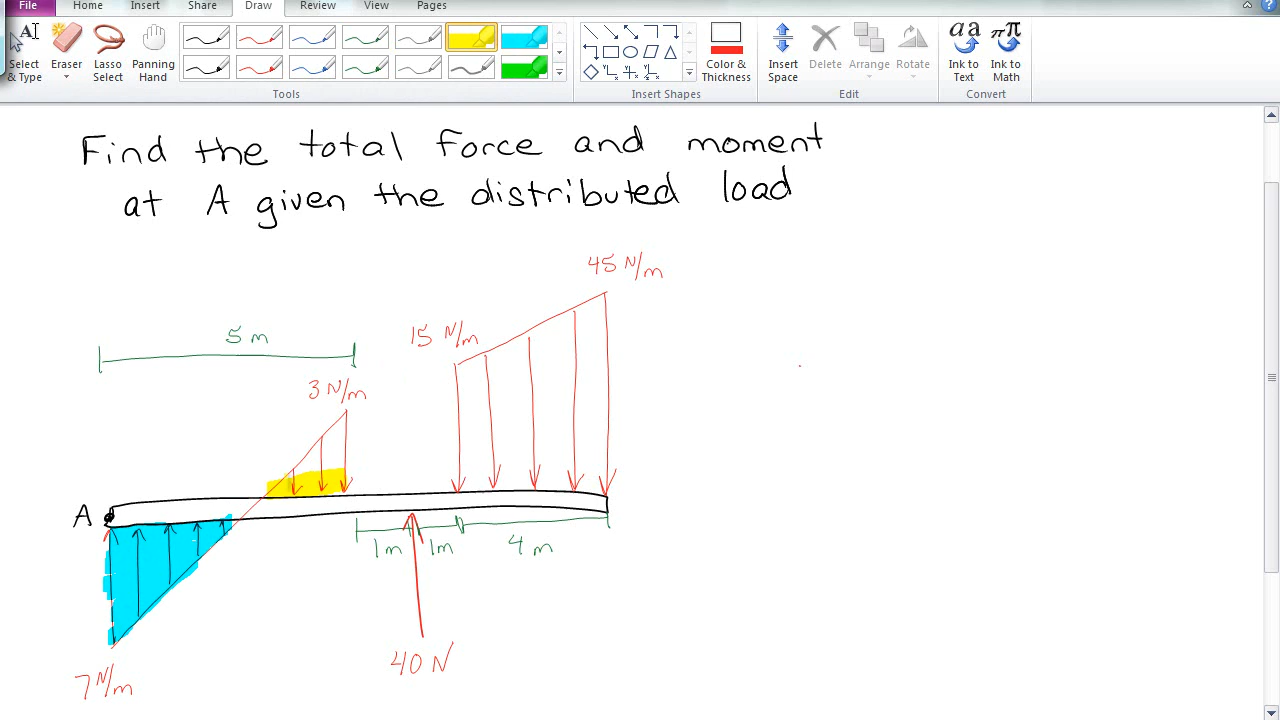 File Home Insert Share Draw Review View Pages
A
Select & Type
Eraser
Lasso Select
Panning Hand
Color & Thickness
Insert Space
Delete
Arrange
Rotate
aa
Ink to Text
πιπ
Ink to Math
Tools
Insert Shapes
Edit
Convert
Find the total force and moment
at A given the distributed load
45 N/m
5 m
15 N/m
3 N/m
A
1m
1m
4 m
40 N
7 N/m